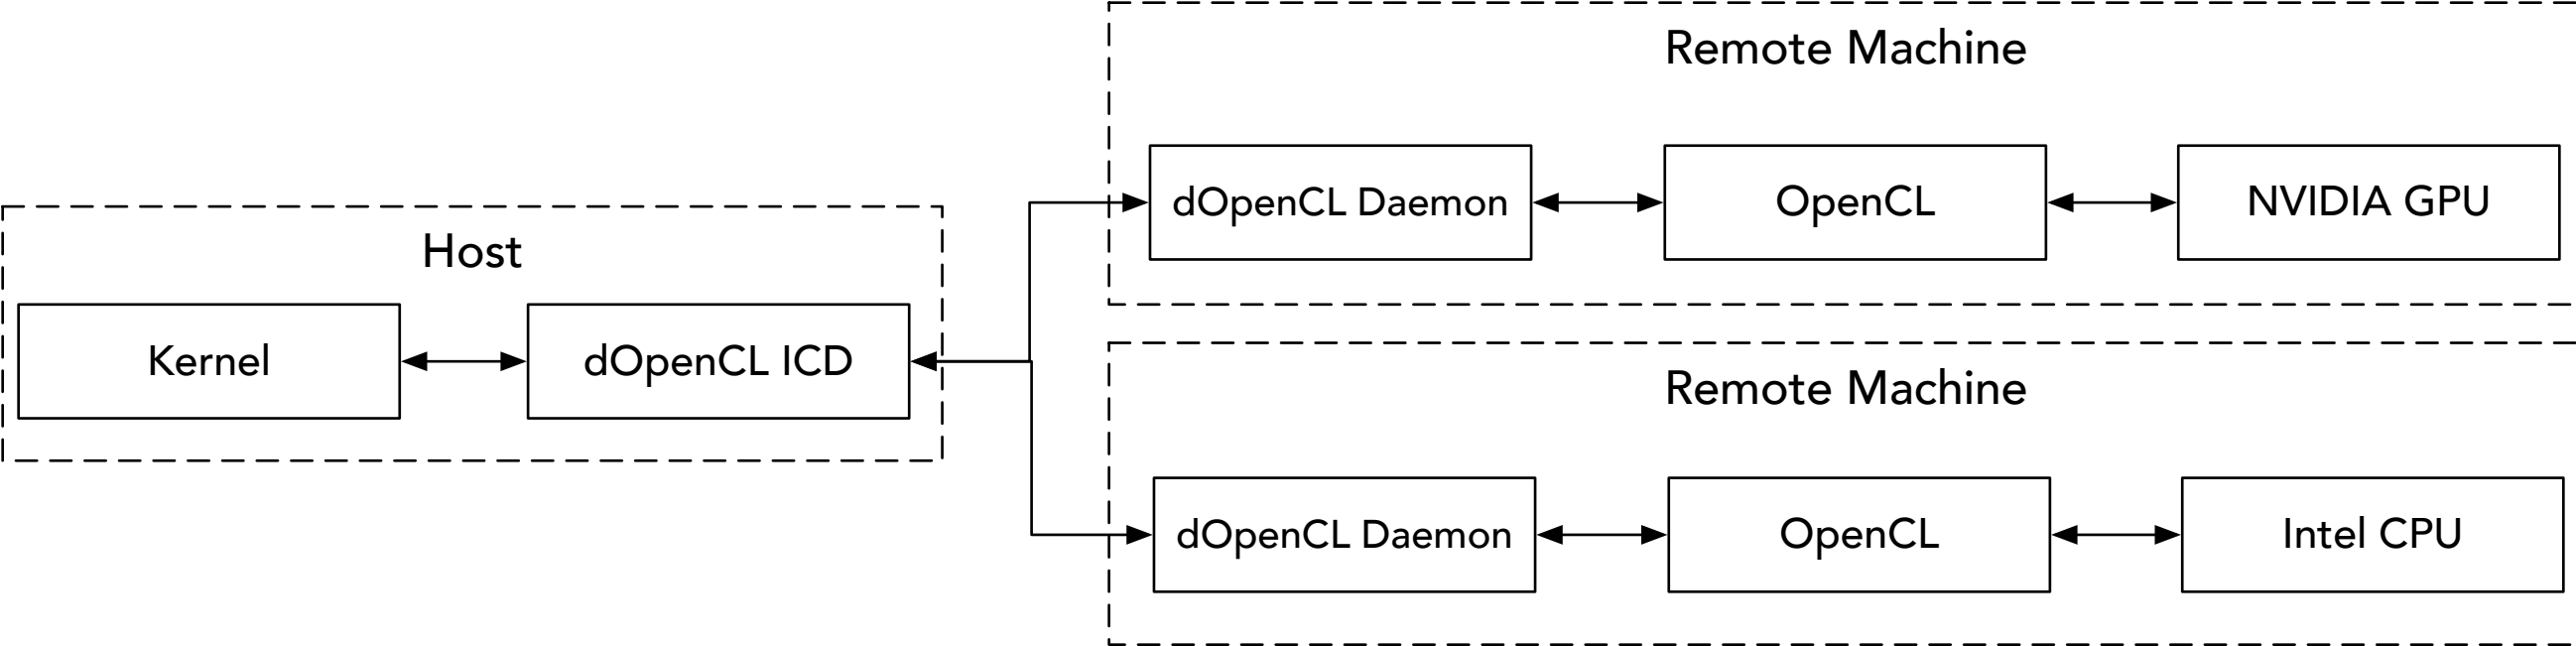 Host
Kernel
dOpenCL ICD
Remote Machine
dOpenCL Daemon
OpenCL
NVIDIA GPU
Remote Machine
dOpenCL Daemon
OpenCL
Intel CPU